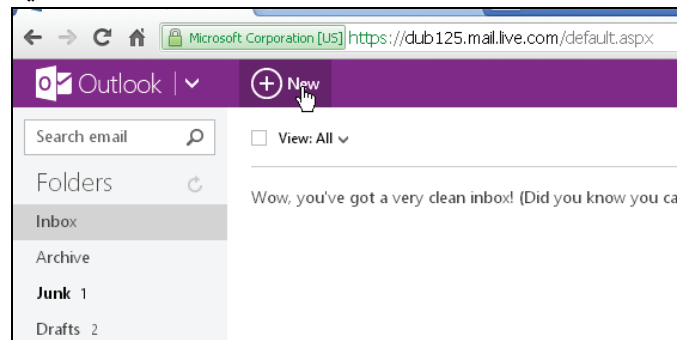 Microsoft Corporation [US] https://dub125.mail.live.com/default.aspx
Outlook New
Search email View: All
Folders
Wow, you've got a very clean inbox! (Did you know you ca
Inbox
Archive
Junk 1
Drafts 2